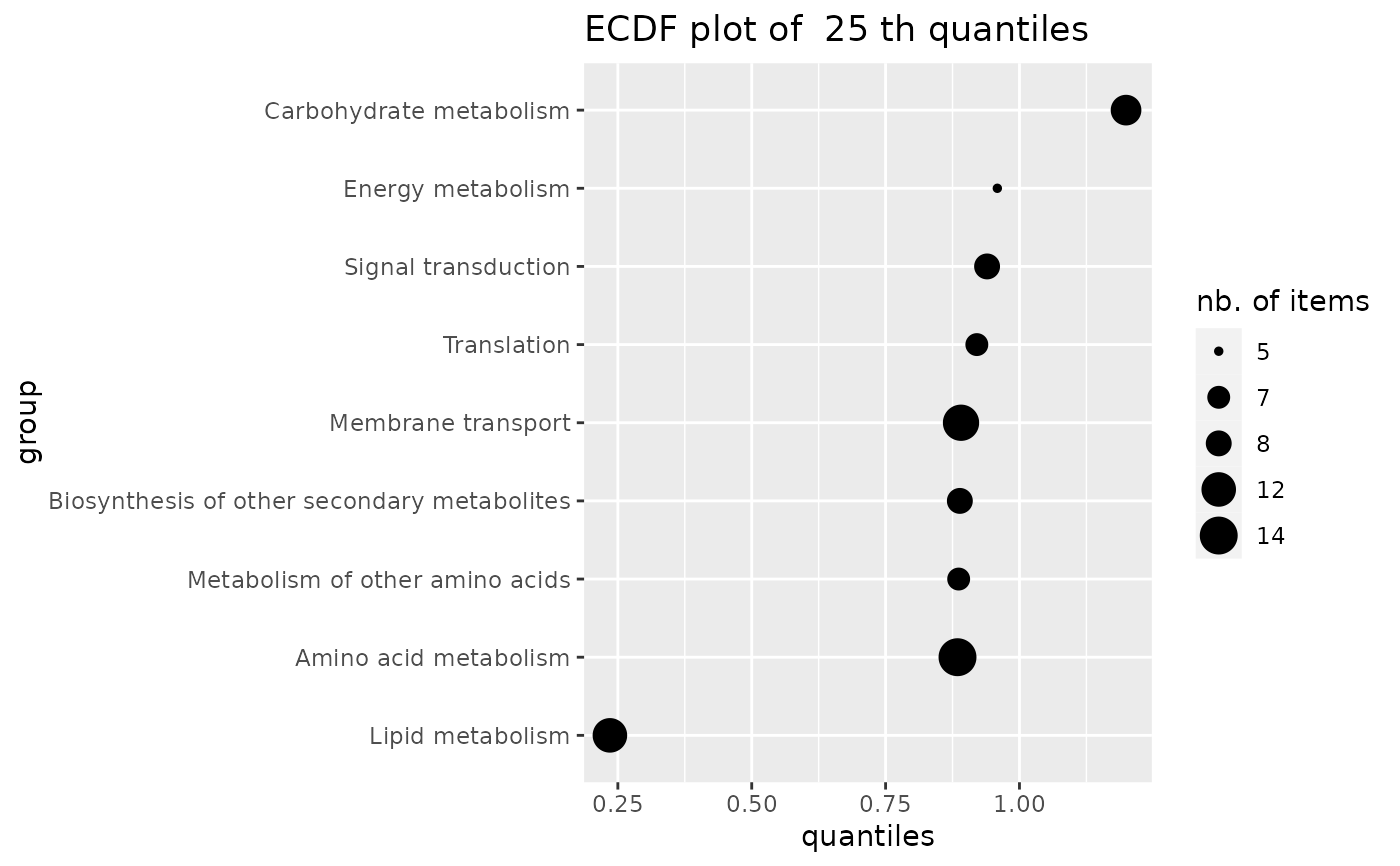 ECDF plot of  25 th quantiles
group
Carbohydrate metabolism
Energy metabolism
Signal transduction
Translation
Membrane transport
Biosynthesis of other secondary metabolites
Metabolism of other amino acids
Amino acid metabolism
Lipid metabolism
0.25 0.50 0.75 1.00
quantiles
nb. of items
5
7
8
12
14